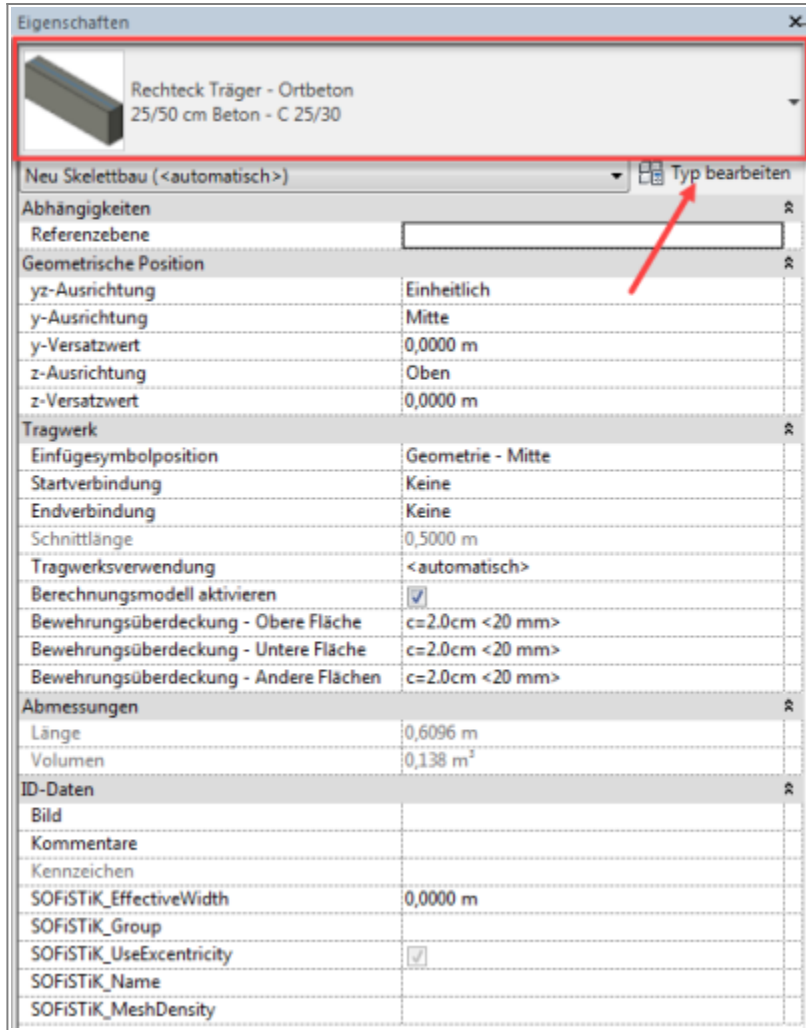 Eigenschaften
Rechteck Träger - Ortbeton
25/50 cm Beton - C 25/30
Neu Skelettbau (<automatisch>) Typ bearbeiten
Abhängigkeiten
Referenzebene
Geometrische Position
yz-Ausrichtung Einheitlich
y-Ausrichtung Mitte
y-Versatzwert 0,0000 m
z-Ausrichtung Oben
z-Versatzwert 0,0000 m
Tragwerk
Einfügesymbolposition Geometrie - Mitte
Startverbindung Keine
Endverbindung Keine
Schnittlänge 0,5000 m
Tragwerksverwendung <automatisch>
Berechnungsmodell aktivieren
Bewehrungsüberdeckung - Obere Fläche c=2.0cm <20 mm>
Bewehrungsüberdeckung - Untere Fläche c=2.0cm <20 mm>
Bewehrungsüberdeckung - Andere Flächen c=2.0cm <20 mm>
Abmessungen
Länge 0,6096 m
Volumen 0,138 m³
ID-Daten
Bild
Kommentare
Kennzeichen
SOFiSTiK_EffectiveWidth 0,0000 m
SOFiSTiK_Group
SOFiSTiK_UseExcentricity
SOFiSTiK_Name
SOFiSTiK_MeshDensity